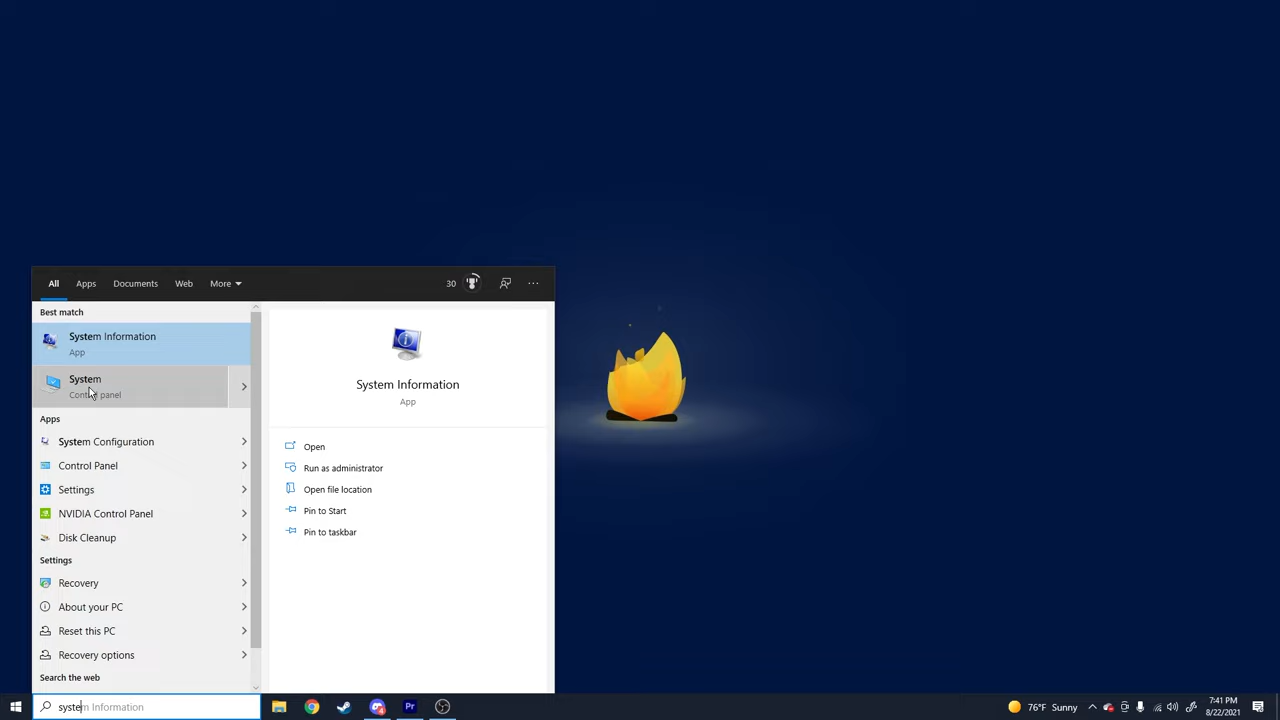 All Apps Documents Web More 30 ...
Best match
System Information
App
System
Control panel
Apps
System Configuration
Control Panel
Settings
NVIDIA Control Panel
Disk Cleanup
Settings
Recovery
About your PC
Reset this PC
Recovery options
Search the web
System Information
App
Open
Run as administrator
Open file location
Pin to Start
Pin to taskbar
system Information
Pr
76°F Sunny
7:41 PM
8/22/2021